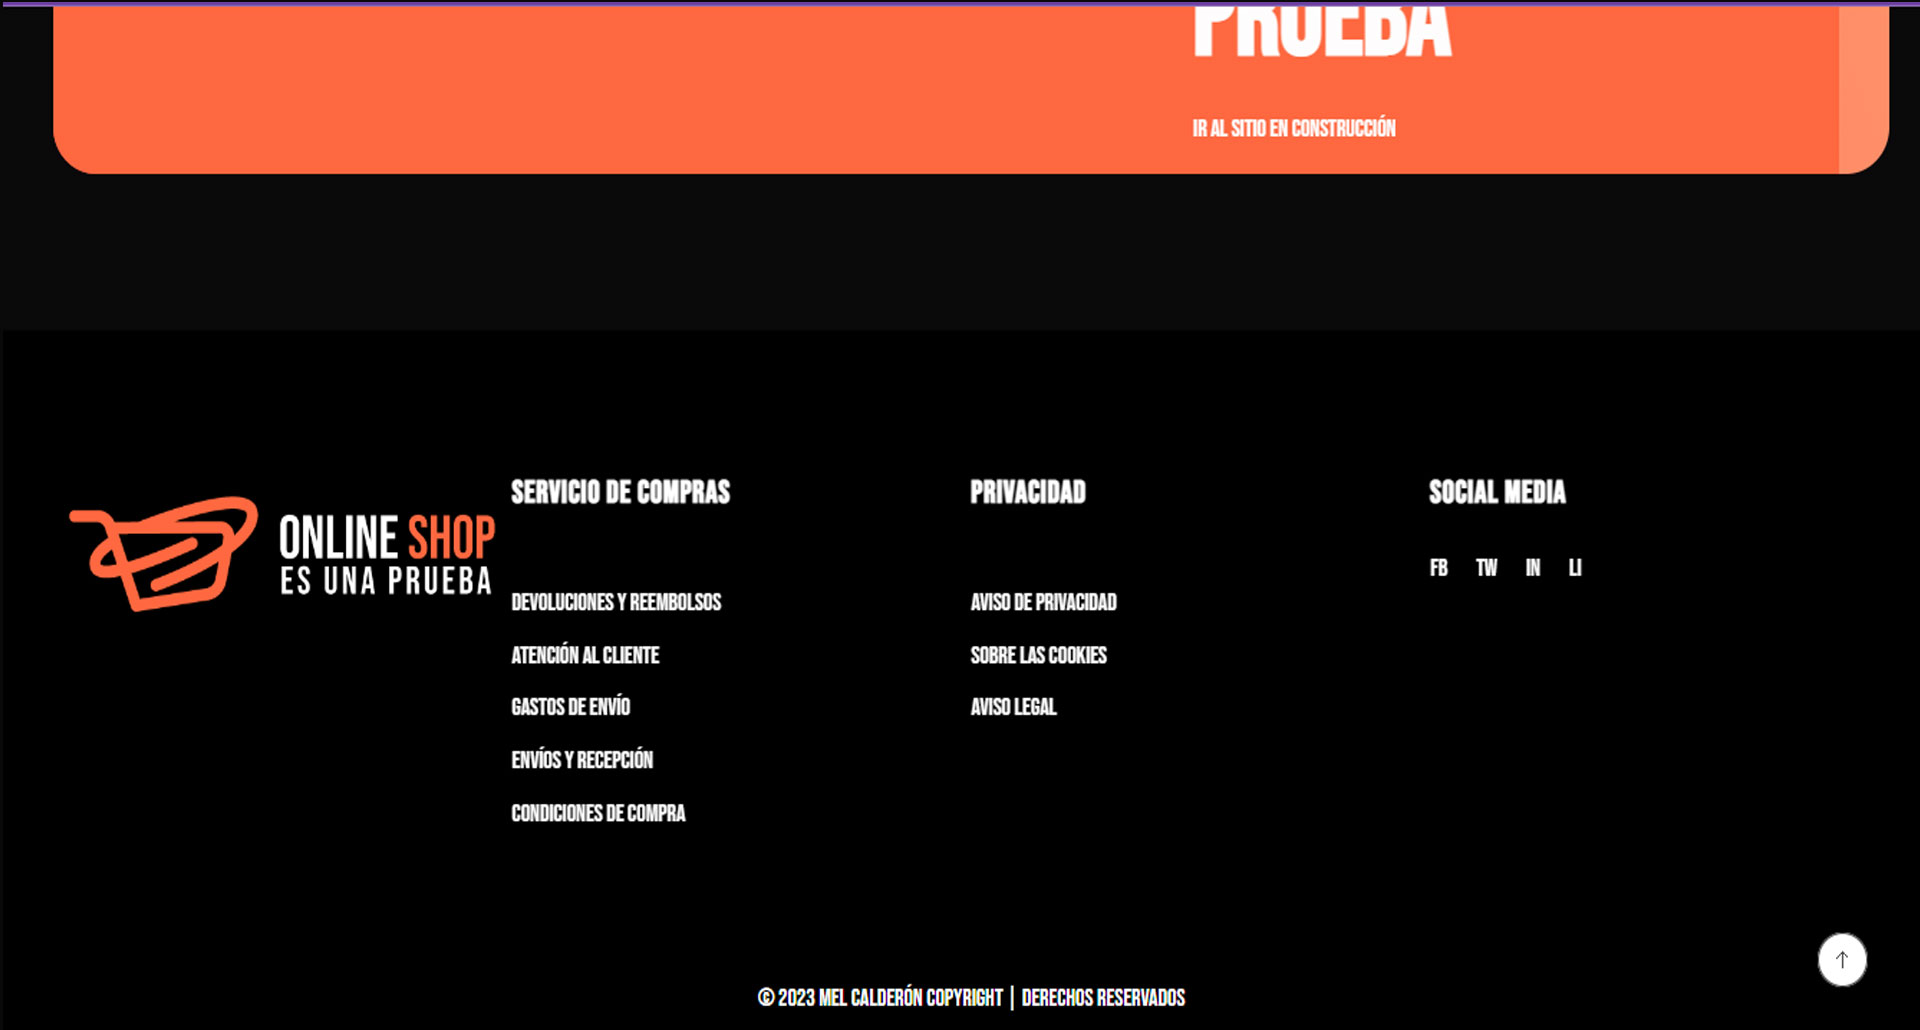 PRUEBA
IR AL SITIO EN CONSTRUCCIÓN
ONLINE SHOP
ES UNA PRUEBA
SERVICIO DE COMPRAS
DEVOLUCIONES Y REEMBOLSOS
ATENCIÓN AL CLIENTE
GASTOS DE ENVÍO
ENVÍOS Y RECEPCIÓN
CONDICIONES DE COMPRA
PRIVACIDAD
AVISO DE PRIVACIDAD
SOBRE LAS COOKIES
AVISO LEGAL
SOCIAL MEDIA
FB TW IN LI
© 2023 MEL CALDERÓN COPYRIGHT | DERECHOS RESERVADOS